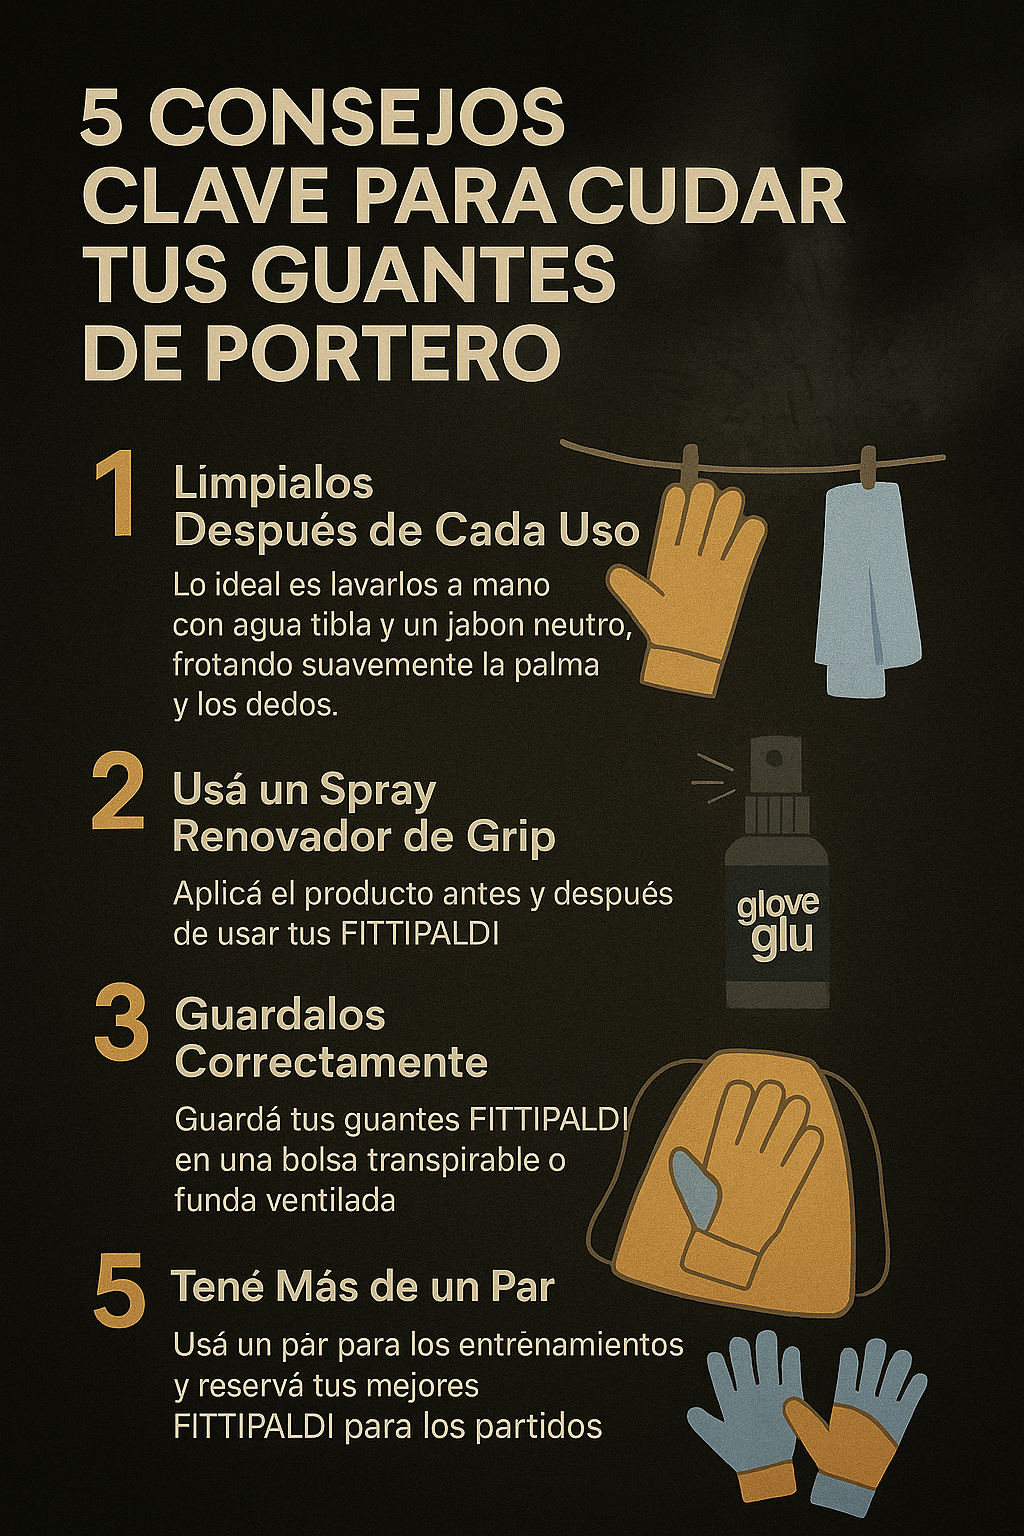 5 CONSEJOS
CLAVE PARA CUDAR
TUS GUANTES
DE PORTERO
1
Límpialos
Después de Cada Uso
Lo ideal es lavarlos a mano
con agua tibla y un jabon neutro,
frotando suavemente la palma
y los dedos.
2
Usá un Spray
Renovador de Grip
Aplicá el producto antes y después
de usar tus FITTIPALDI
glove
glu
3
Guardalos
Correctamente
Guardá tus guantes FITTIPALDI
en una bolsa transpirable o
funda ventilada
5
Tené Más de un Par
Usá un pàr para los entrenamientos
y reservá tus mejores
FITTIPALDI para los partidos